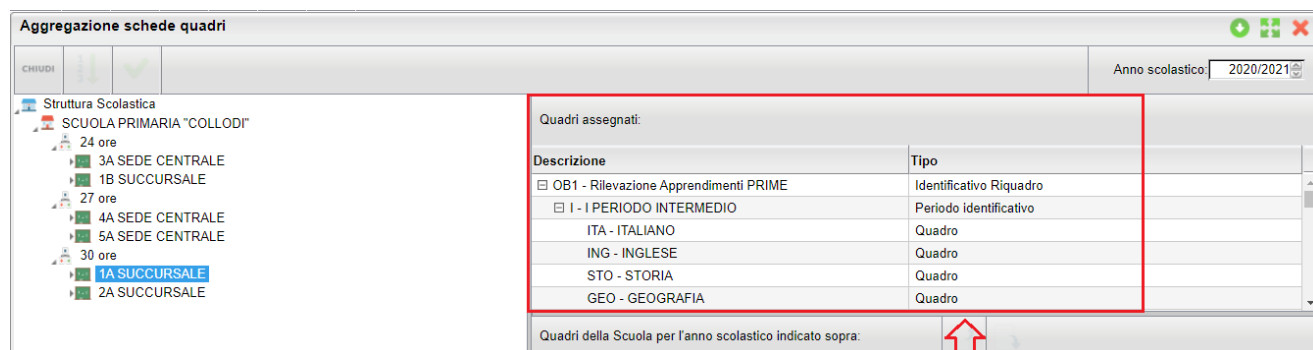 Aggregazione schede quadri
CHIUDI
Anno scolastico: 2020/2021
Struttura Scolastica
SCUOLA PRIMARIA "COLLODI"
24 ore
3A SEDE CENTRALE
1B SUCCURSALE
27 ore
4A SEDE CENTRALE
5A SEDE CENTRALE
30 ore
1A SUCCURSALE
2A SUCCURSALE
Quadri assegnati:
Descrizione Tipo
OB1 - Rilevazione Apprendimenti PRIME Identificativo Riquadro
I - I PERIODO INTERMEDIO Periodo identificativo
ITA - ITALIANO Quadro
ING - INGLESE Quadro
STO - STORIA Quadro
GEO - GEOGRAFIA Quadro
Quadri della Scuola per l'anno scolastico indicato sopra: